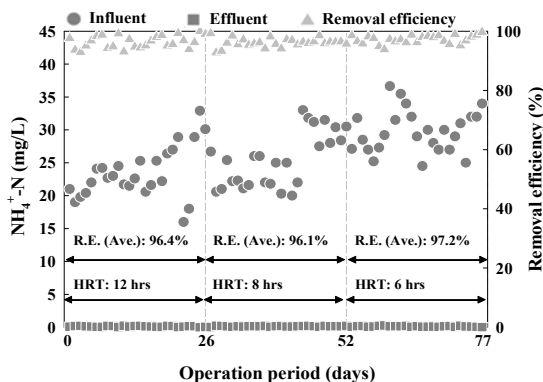 Influent Effluent Removal efficiency
45 100
40
35 80
30
25 60
20 40
15
10 20
5
0 0
NH₄⁺-N (mg/L)
Removal efficiency (%)
R.E. (Ave.): 96.4% R.E. (Ave.): 96.1% R.E. (Ave.): 97.2%
HRT: 12 hrs HRT: 8 hrs HRT: 6 hrs
0 26 52 77
Operation period (days)